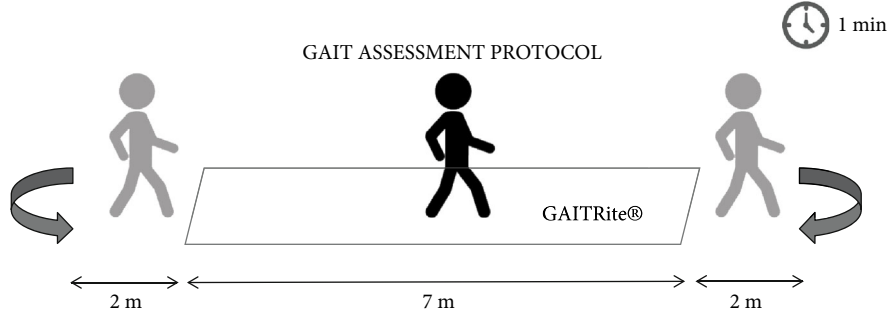 1 min
GAIT ASSESSMENT PROTOCOL
GAITRite®
2 m
7 m
2 m